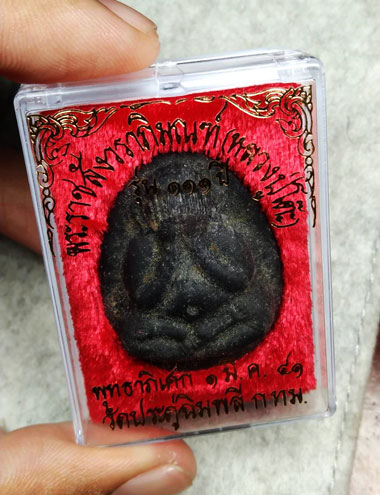 พระราชสังวราภิมณฑ์ (หลวงปู่โต๊ะ)
รุ่น ๑๑๑ ปี
พุทธาภิเศก ๑ มี ค. ๔๑
วัดประดู่ฉิมพลี กทม.